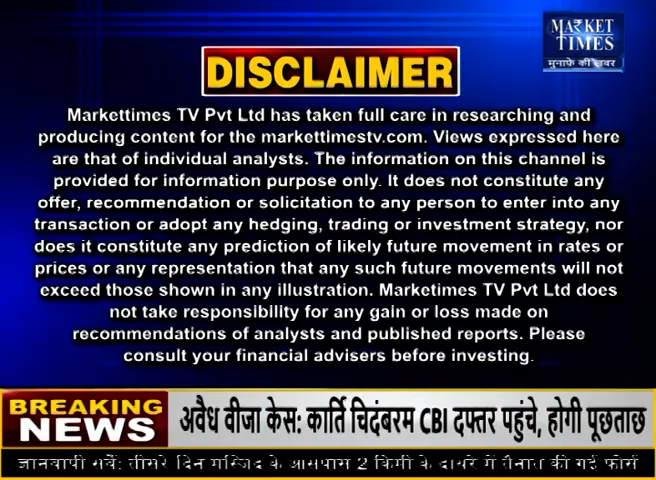 MARKET
TIMES
मुनाफे की खबर
DISCLAIMER
Markettimes TV Pvt Ltd has taken full care in researching and
producing content for the markettimestv.com. Views expressed here
are that of individual analysts. The information on this channel is
provided for information purpose only. It does not constitute any
offer, recommendation or solicitation to any person to enter into any
transaction or adopt any hedging, trading or investment strategy, nor
does it constitute any prediction of likely future movement in rates or
prices or any representation that any such future movements will not
exceed those shown in any illustration. Marketimes TV Pvt Ltd does
not take responsibility for any gain or loss made on
recommendations of analysts and published reports. Please
consult your financial advisers before investing.
BREAKING
NEWS
अवैध वीजा केस: कार्ति चिदंबरम CBI दफ्तर पहुंचे, होगी पूछताछ
ज्ञानवापी सर्वे: तीसरे दिन मस्जिद के आसपास 2 किमी के दायरे में तैनात की गई फोर्स